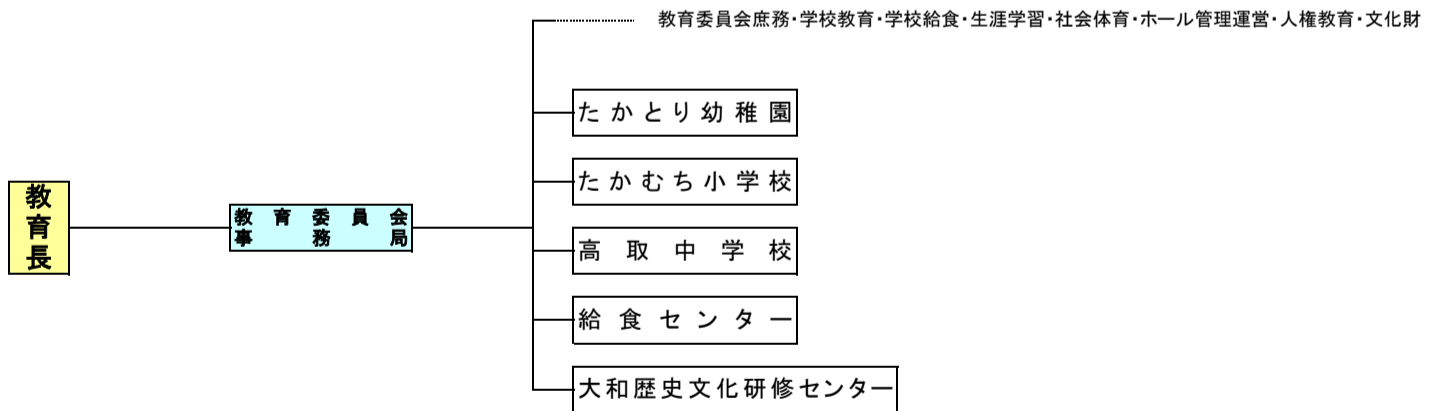 教育委員会庶務・学校教育・学校給食・生涯学習・社会体育・ホール管理運営・人権教育・文化財
たかとり幼稚園
たかむち小学校
教育長
教育委員会
事務局
高取中学校
給食センター
大和歴史文化研修センター